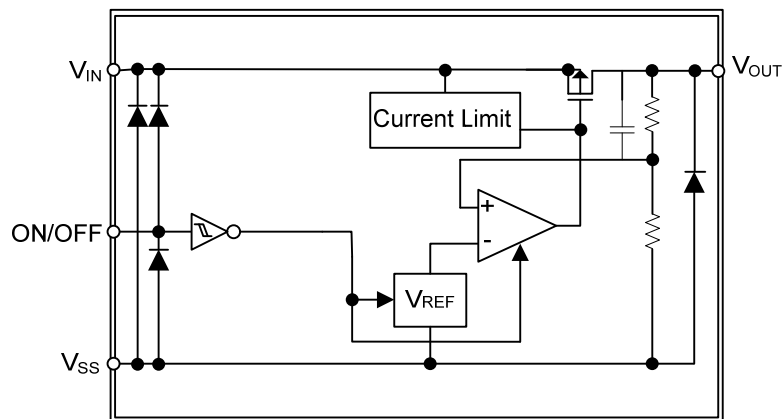 VIN
VOUT
Current Limit
ON/OFF
+
-
VREF
VSS